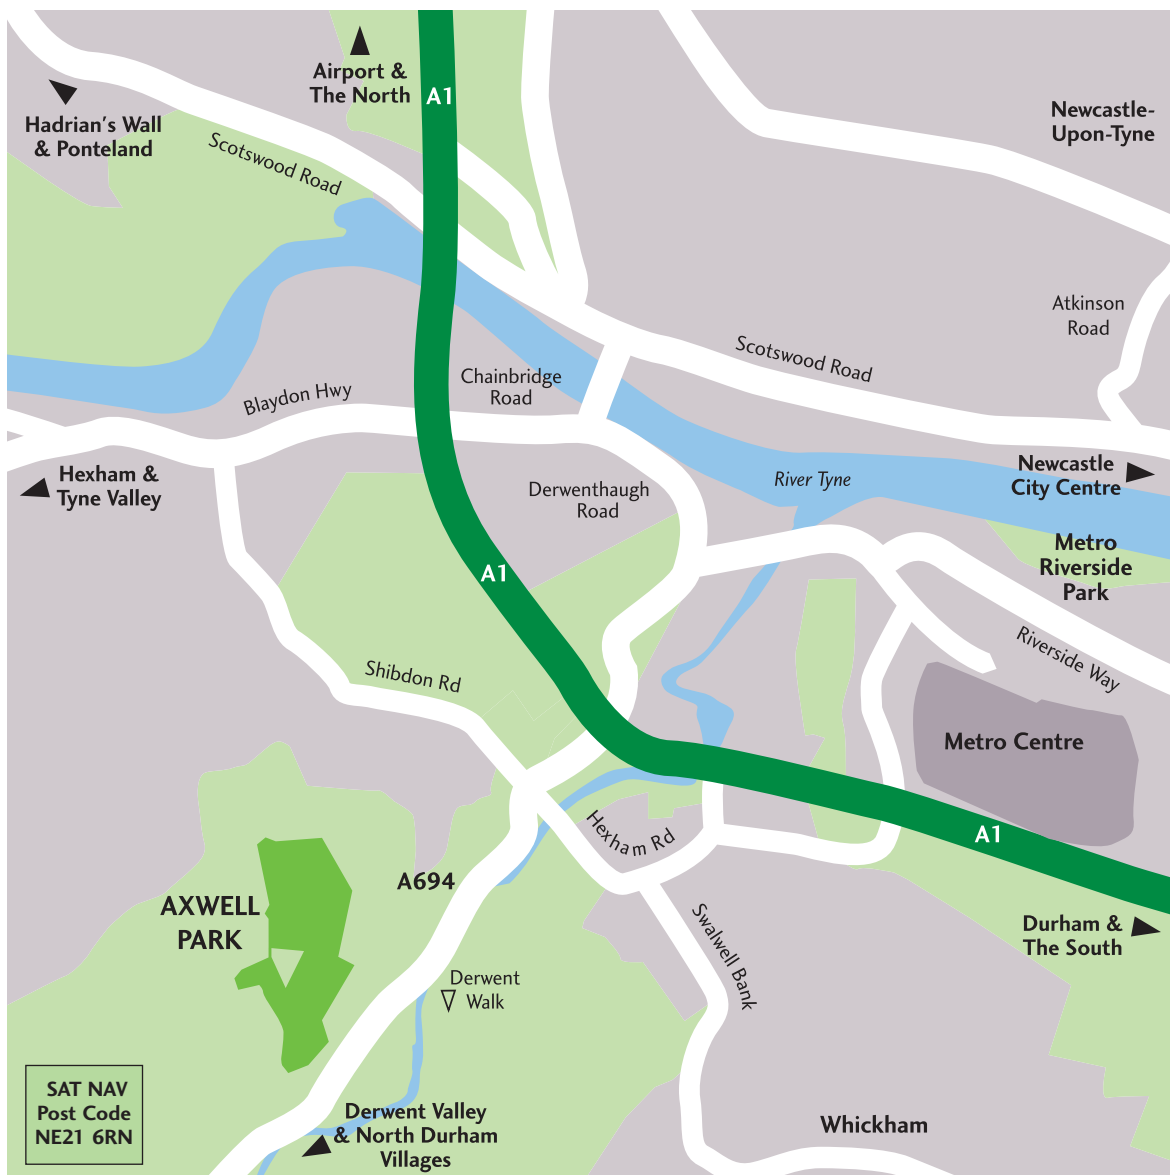 Airport &
The North
A1
Hadrian's Wall
& Ponteland
Scotswood Road
Newcastle-
Upon-Tyne
Atkinson
Road
Scotswood Road
Chainbridge
Road
Blaydon Hwy
Hexham &
Tyne Valley
Derwenthaugh
Road
River Tyne
Newcastle
City Centre
Metro
Riverside
Park
A1
Riverside Way
Shibdon Rd
Metro Centre
Hexham Rd
A1
A694
AXWELL
PARK
Swalwell Bank
Durham &
The South
Derwent
Walk
SAT NAV
Post Code
NE21 6RN
Derwent Valley
& North Durham
Villages
Whickham